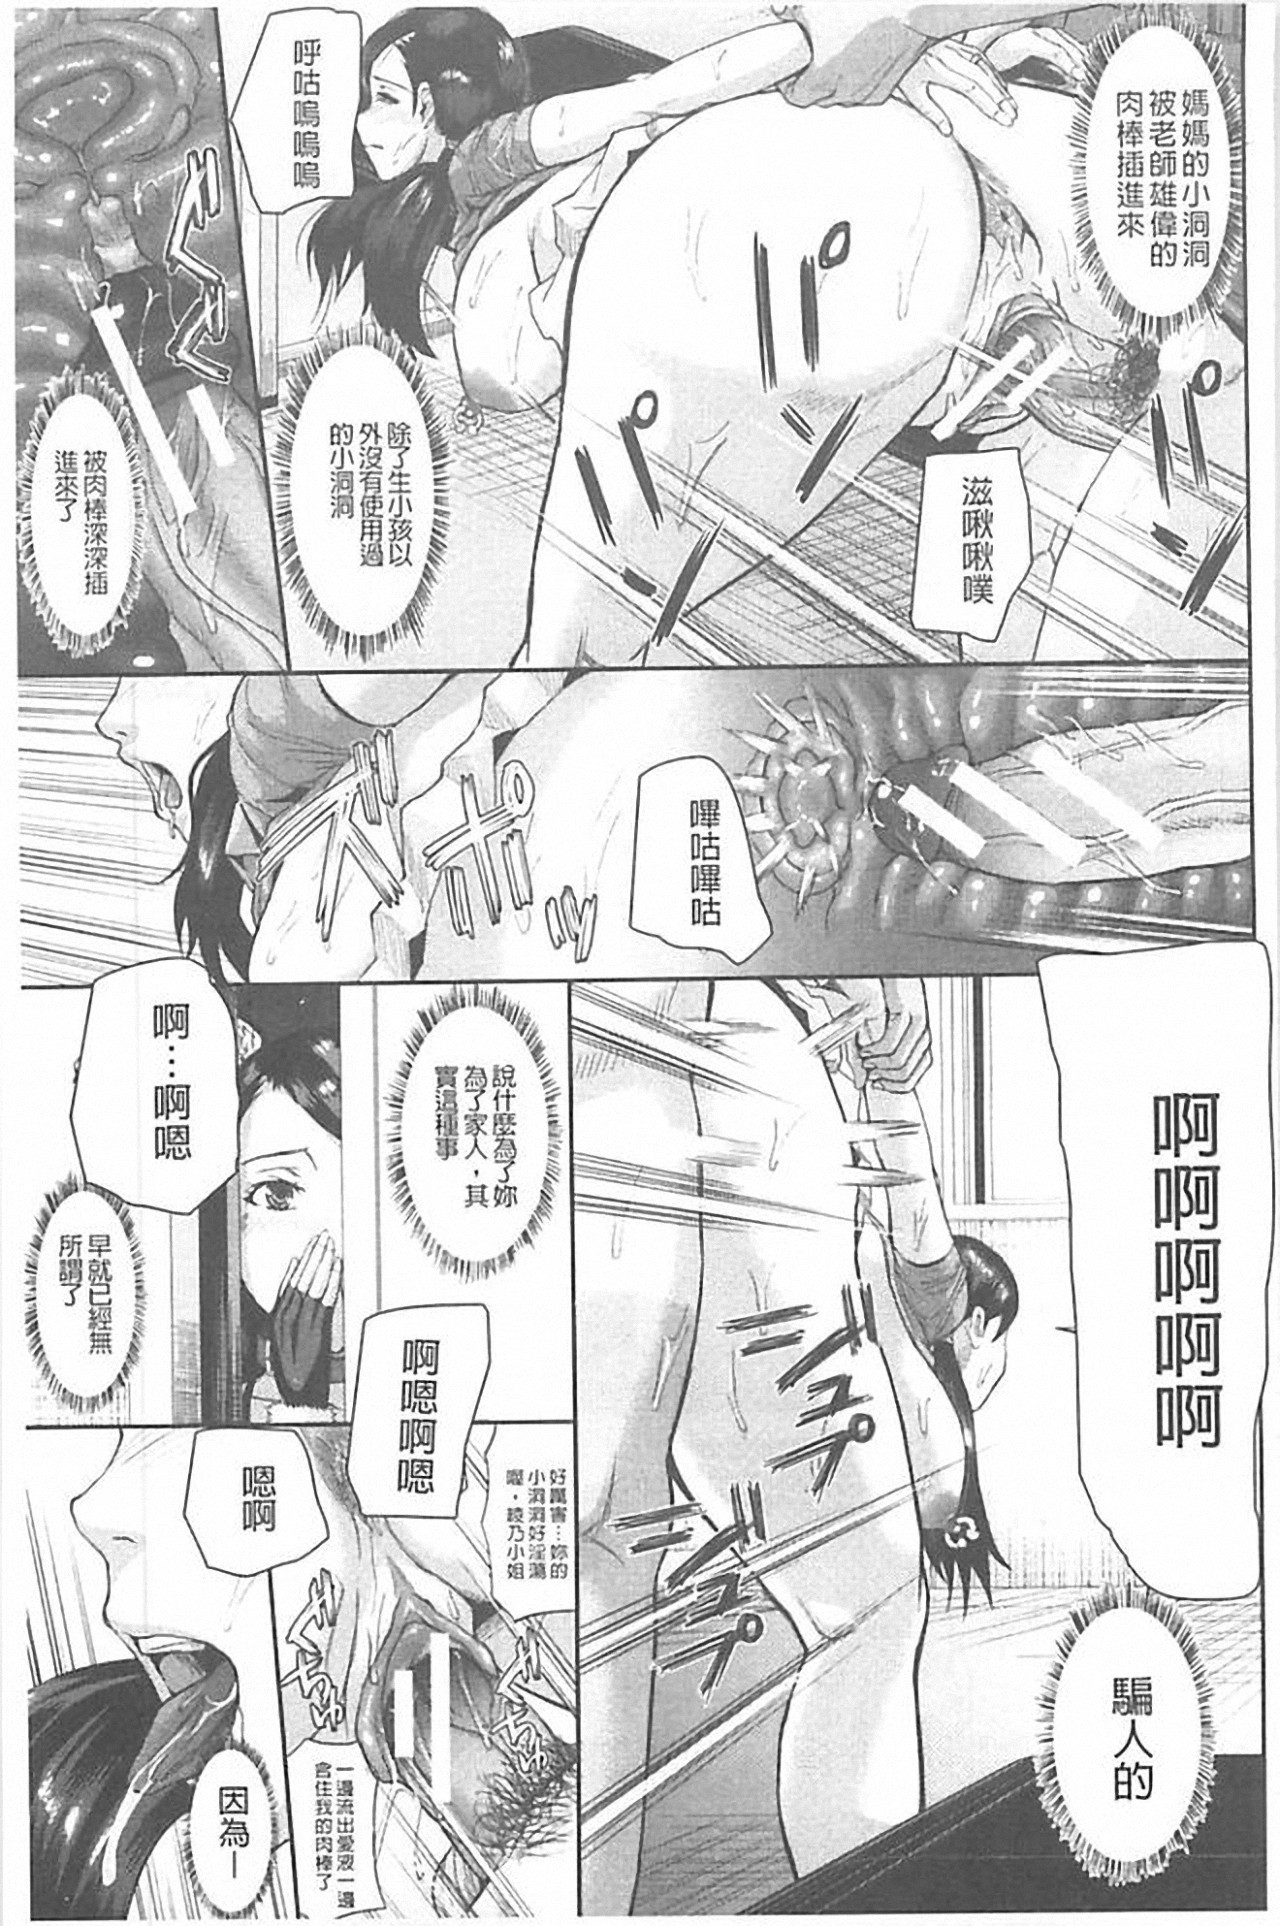 媽媽的小洞洞
被老師雄偉的
肉棒插進來
呼咕嗚嗚嗚
滋啾啾噗
除了生小孩以
外沒有使用過
的小洞洞
被肉棒深深插
進來了
嗶咕嗶咕
ズポォ
啊啊啊啊啊
騙人的
說什麼為了妳
為了家人，其
實這種事
啊…啊嗯
早就已經無
所謂了
啊嗯啊嗯
好厲害…妳的
小洞洞好淫蕩
喔，綾乃小姐
嗯啊
一邊流出愛液一邊
含住我的肉棒了
因為—